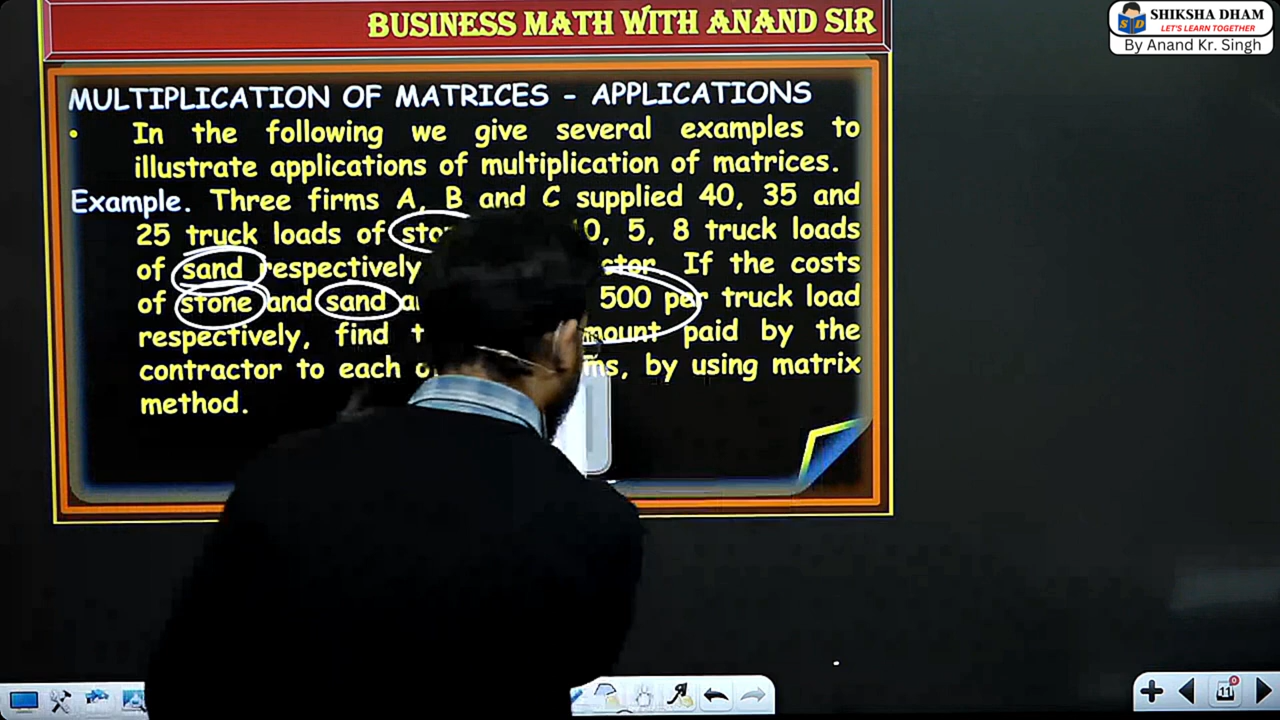 BUSINESS MATH WITH ANAND SIR
SHIKSHA DHAM
LET'S LEARN TOGETHER
By Anand Kr. Singh
MULTIPLICATION OF MATRICES - APPLICATIONS
• In the following we give several examples to
illustrate applications of multiplication of matrices.
Example. Three firms A, B and C supplied 40, 35 and
25 truck loads of 5, 8 truck loads
of sand respectively If the costs
of stone and sand 500 per truck load
respectively, find paid by the
contractor to each by using matrix
method.
11
0